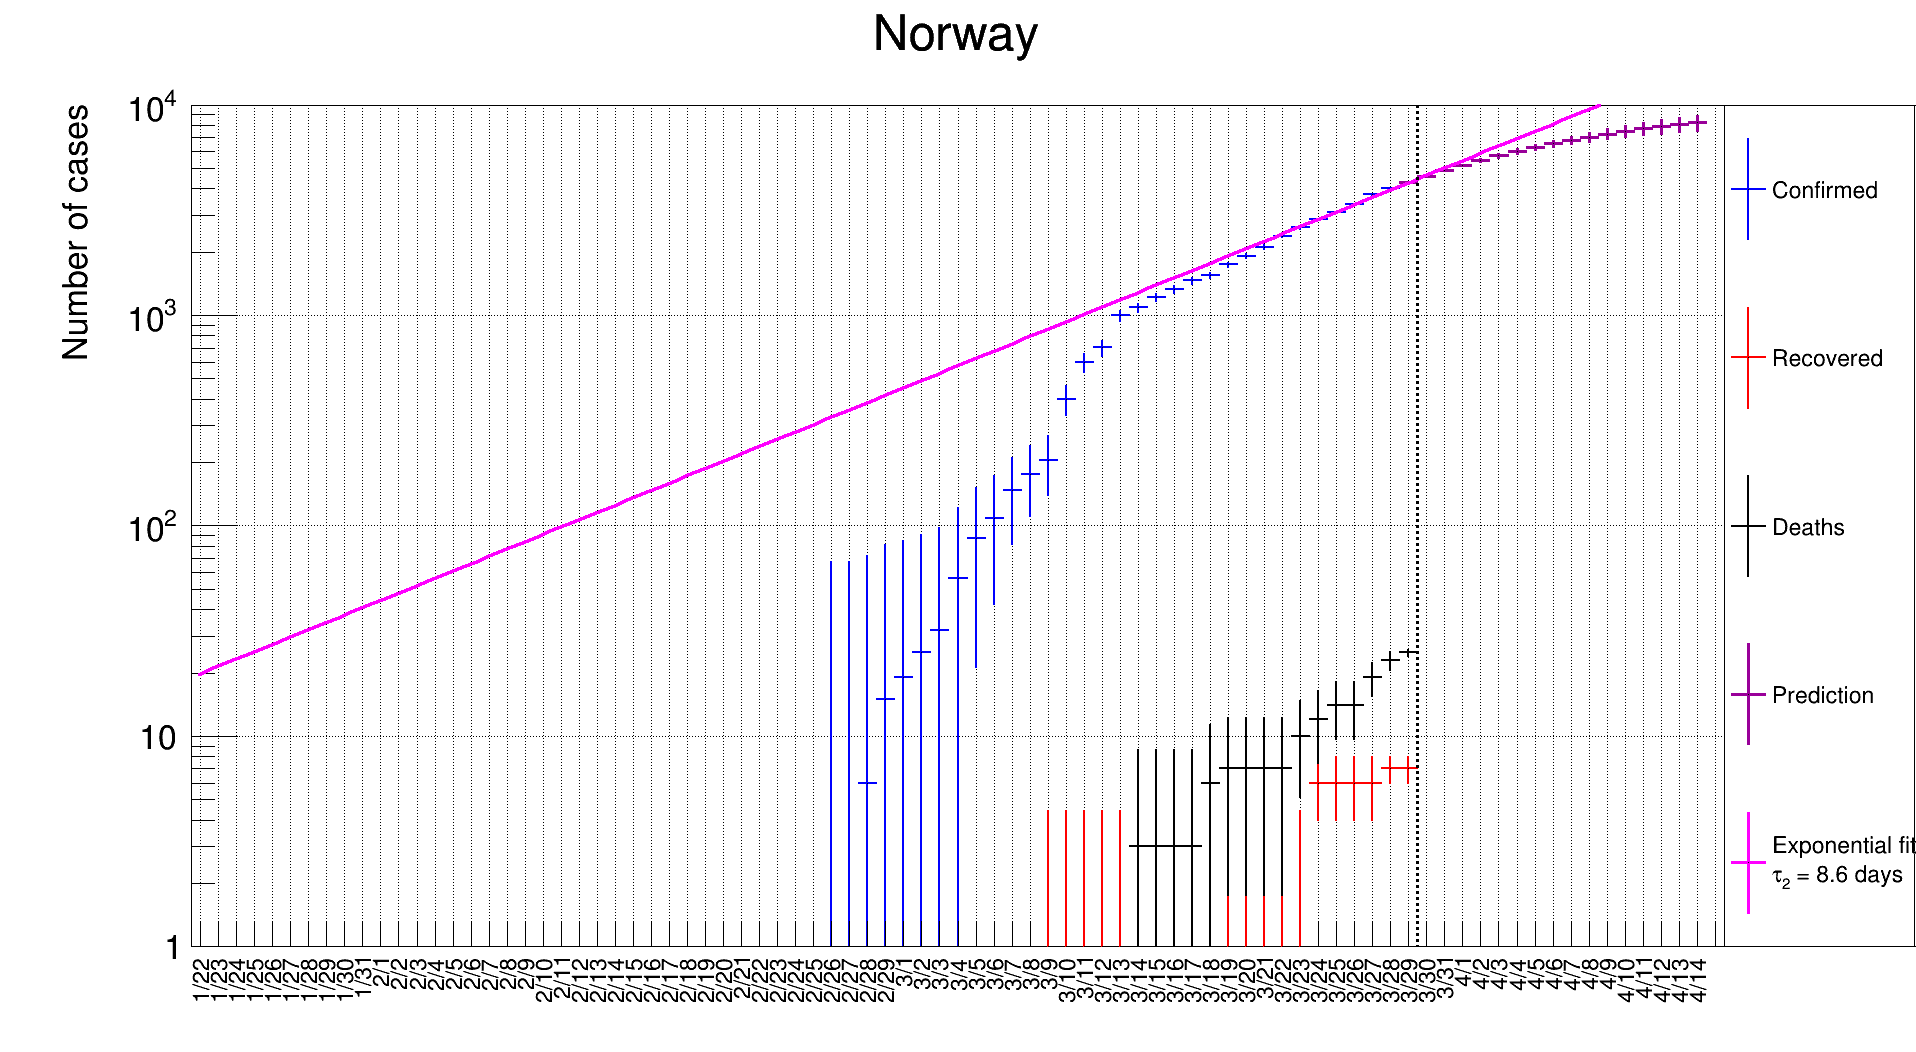 Norway
Number of cases
10^4
10^3
10^2
10
1
1/22 1/23 1/24 1/25 1/26 1/27 1/28 1/29 1/30 1/31 2/1 2/2 2/3 2/4 2/5 2/6 2/7 2/8 2/9 2/10 2/11 2/12 2/13 2/14 2/15 2/16 2/17 2/18 2/19 2/20 2/21 2/22 2/23 2/24 2/25 2/26 2/27 2/28 2/29 3/1 3/2 3/3 3/4 3/5 3/6 3/7 3/8 3/9 3/10 3/11 3/12 3/13 3/14 3/15 3/16 3/17 3/18 3/19 3/20 3/21 3/22 3/23 3/24 3/25 3/26 3/27 3/28 3/29 3/30 3/31 4/1 4/2 4/3 4/4 4/5 4/6 4/7 4/8 4/9 4/10 4/11 4/12 4/13 4/14
Confirmed
Recovered
Deaths
Prediction
Exponential fit
τ₂ = 8.6 days